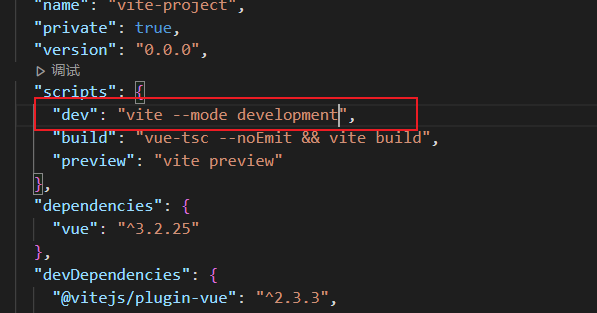 "name": "vite-project",
"private": true,
"version": "0.0.0",
调试
"scripts": {
"dev": "vite --mode development",
"build": "vue-tsc --noEmit && vite build",
"preview": "vite preview"
},
"dependencies": {
"vue": "^3.2.25"
},
"devDependencies": {
"@vitejs/plugin-vue": "^2.3.3",